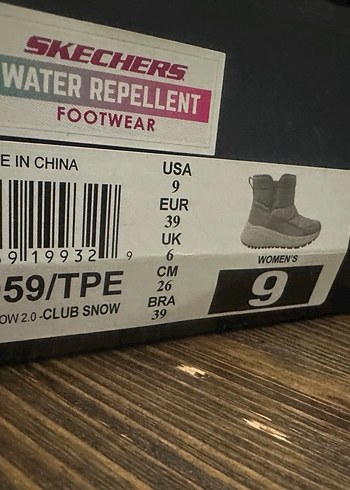 SKECHERS
WATER REPELLENT
FOOTWEAR
E IN CHINA
USA
9
EUR
39
UK
6
CM
26
BRA
39
9 19932 9
59/TPE
OW 2.0 -CLUB SNOW
WOMEN'S
9